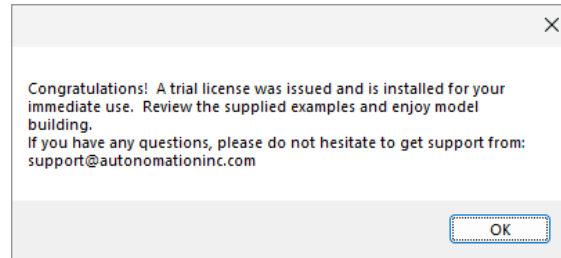 Congratulations!  A trial license was issued and is installed for your
immediate use.  Review the supplied examples and enjoy model
building.
If you have any questions, please do not hesitate to get support from:
support@autonomationinc.com
OK